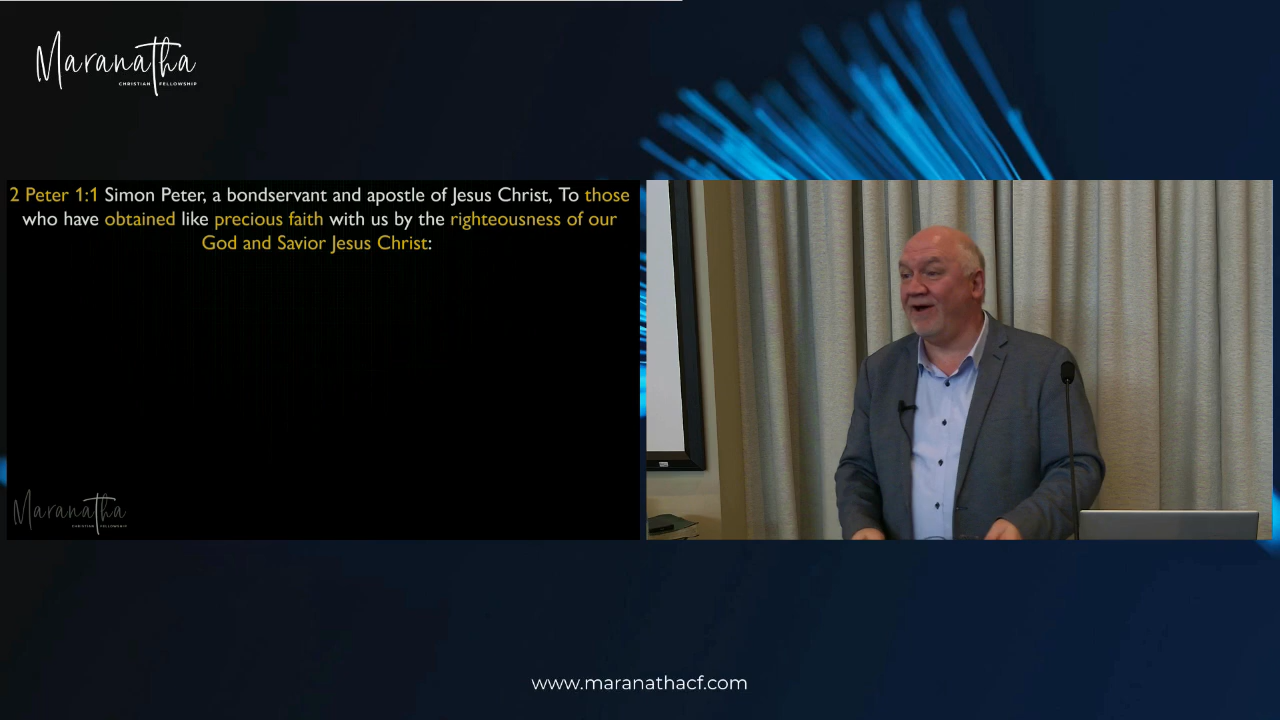 Maranatha
CHRISTIAN FELLOWSHIP
2 Peter 1:1 Simon Peter, a bondservant and apostle of Jesus Christ, To those
who have obtained like precious faith with us by the righteousness of our
God and Savior Jesus Christ:
Maranatha
CHRISTIAN FELLOWSHIP
www.maranathacf.com